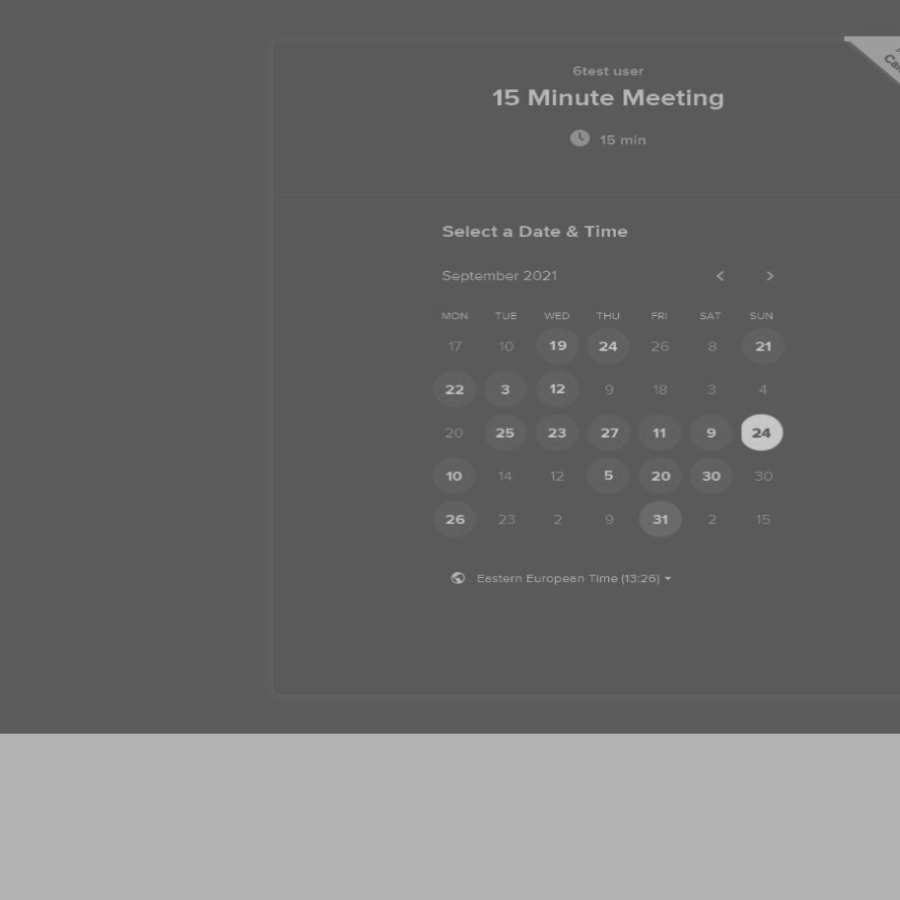 6test user
15 Minute Meeting
15 min
Select a Date & Time
September 2021
MON TUE WED THU FRI SAT SUN
17 10 19 24 26 8 21
22 3 12 9 18 3 4
20 25 23 27 11 9 24
10 14 12 5 20 30 30
26 23 2 9 31 2 15
Eastern European Time (13:26)